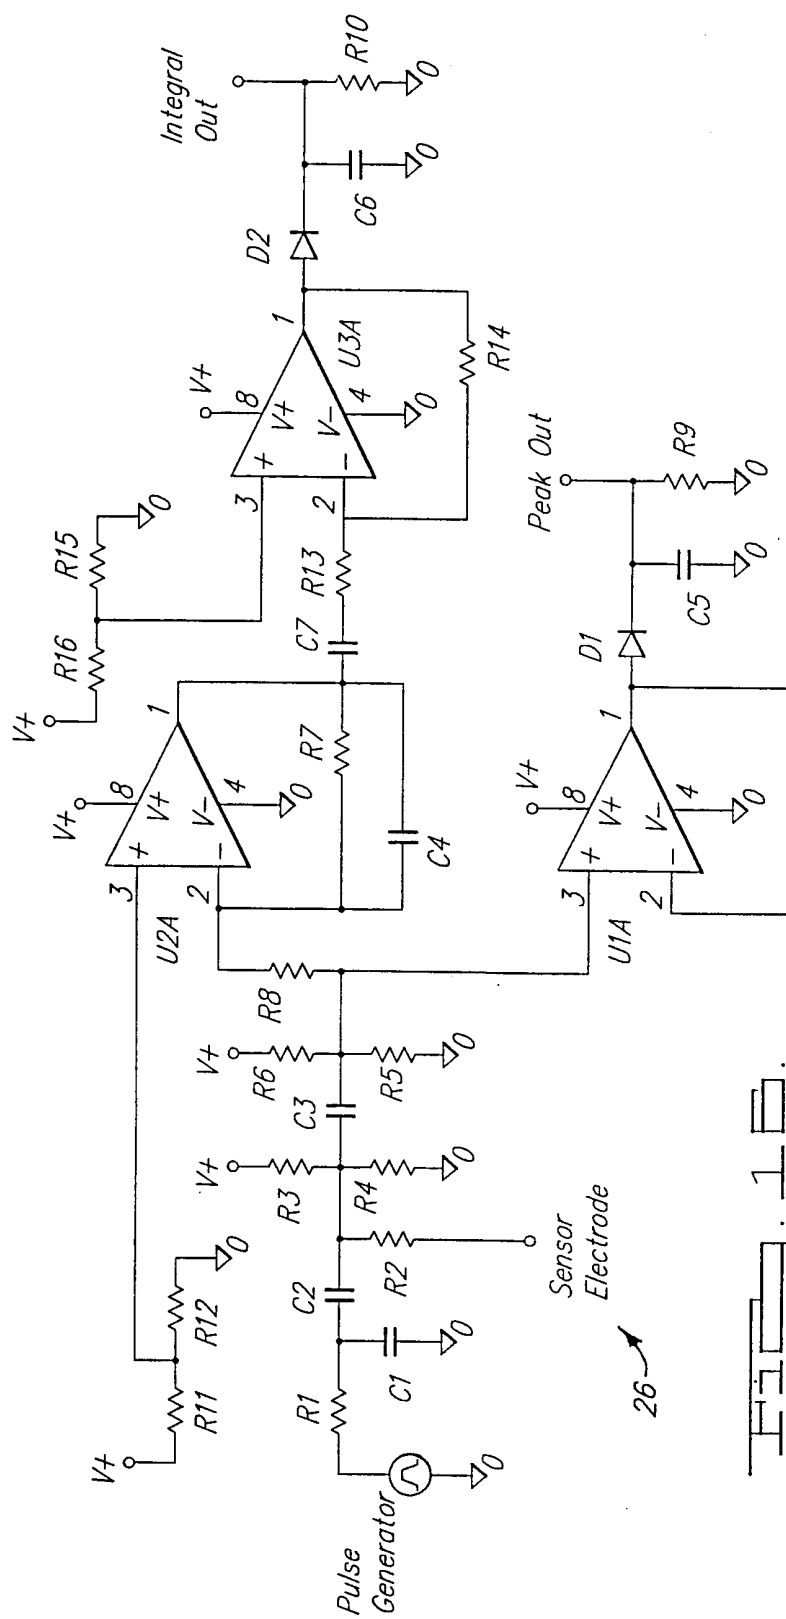 Pulse
Generator
0
R1
C1
0
C2
R2
Sensor
Electrode
26
V+
R11
R12
0
V+
R3
R4
0
C3
V+
R6
R5
0
R8
U2A
3
2
+
−
V+
8
V+
V−
4
0
1
R7
C4
V+
R16
R15
0
C7
R13
3
2
+
−
V+
8
V+
V−
4
0
1
U3A
R14
D2
C6
0
Integral
Out
R10
0
U1A
3
2
+
−
V+
8
V+
V−
4
0
1
D1
C5
0
Peak Out
R9
0